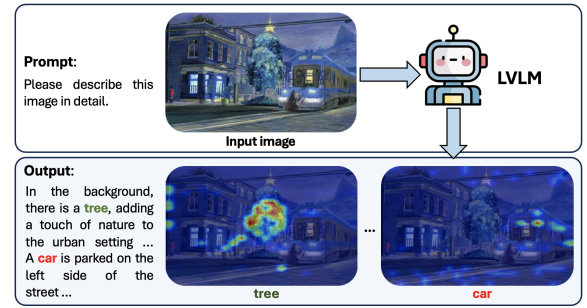 Prompt:
Please describe this
image in detail.
Input image
LVLM
Output:
In the background,
there is a tree, adding
a touch of nature to
the urban setting ...
A car is parked on the
left side of the
street ...
tree
...
car